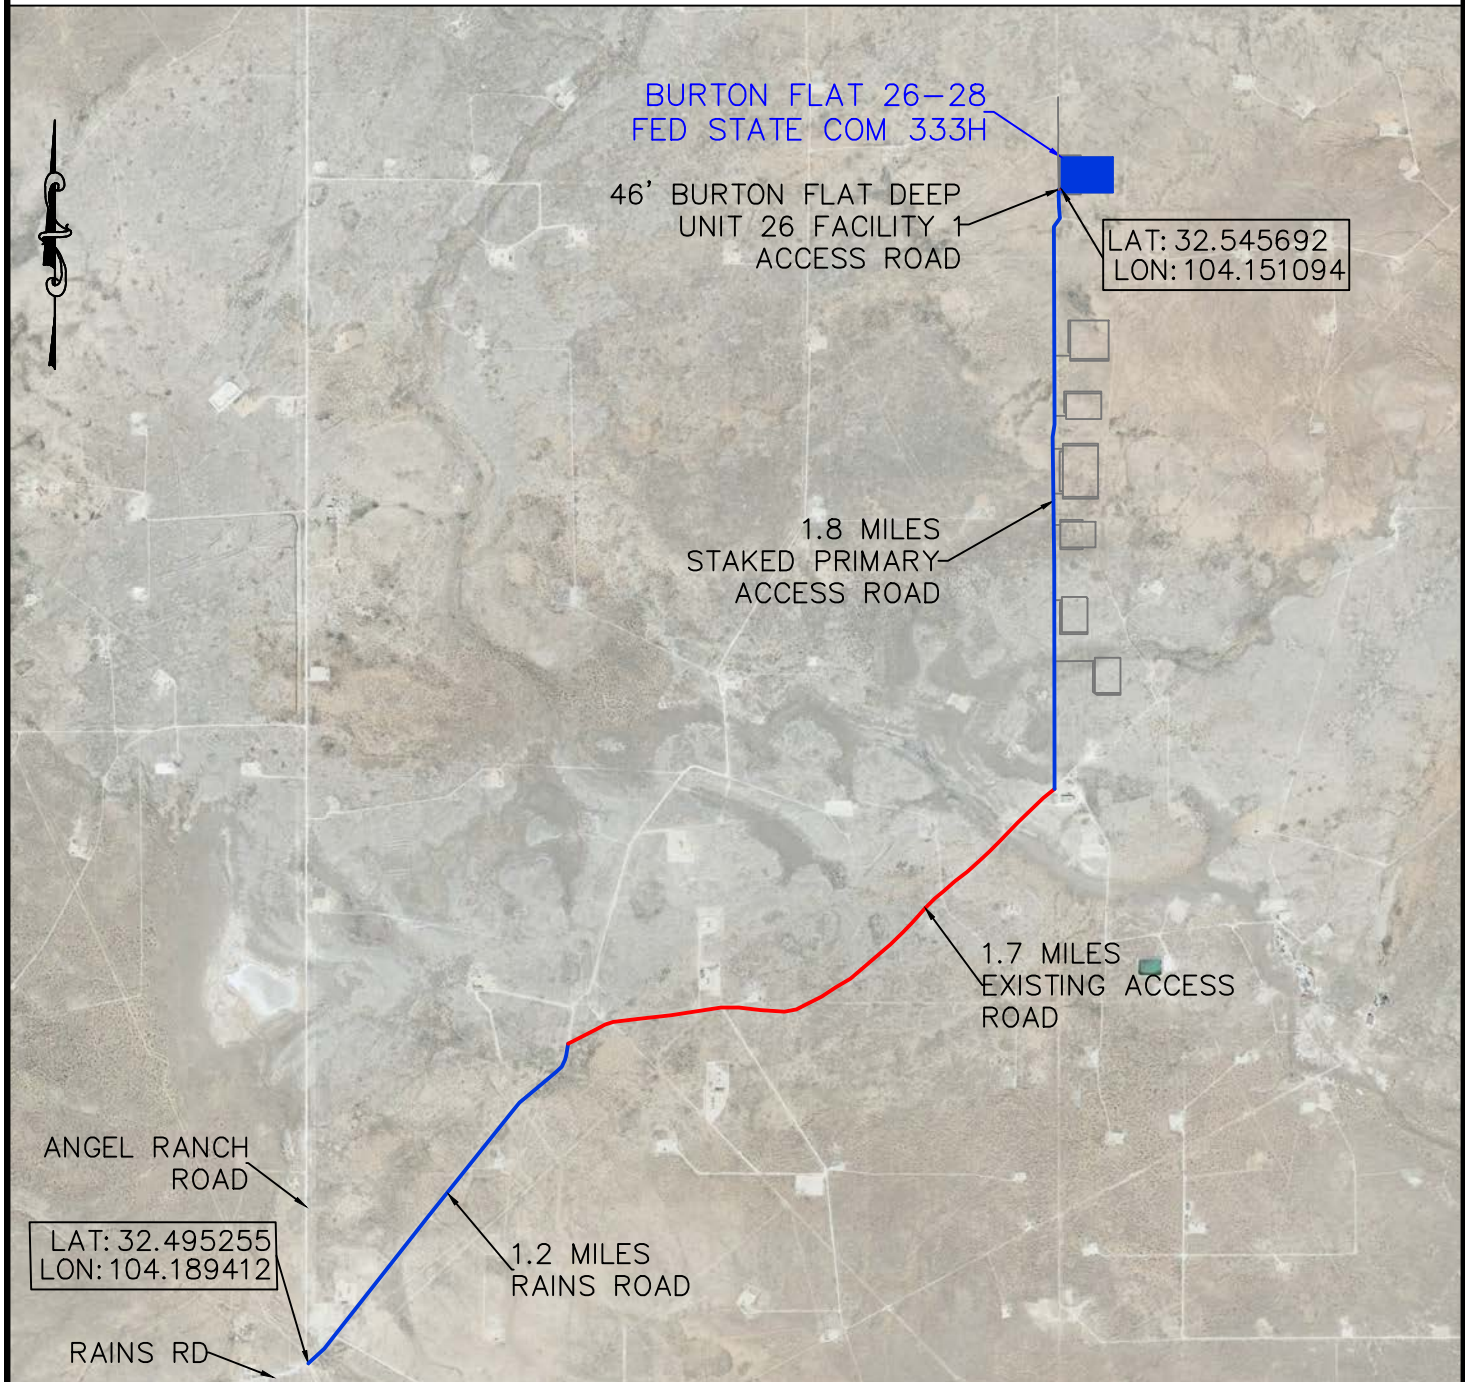 BURTON FLAT 26-28
FED STATE COM 333H
46' BURTON FLAT DEEP
UNIT 26 FACILITY 1
ACCESS ROAD
LAT: 32.545692
LON: 104.151094
1.8 MILES
STAKED PRIMARY
ACCESS ROAD
1.7 MILES
EXISTING ACCESS
ROAD
ANGEL RANCH
ROAD
LAT: 32.495255
LON: 104.189412
1.2 MILES
RAINS ROAD
RAINS RD